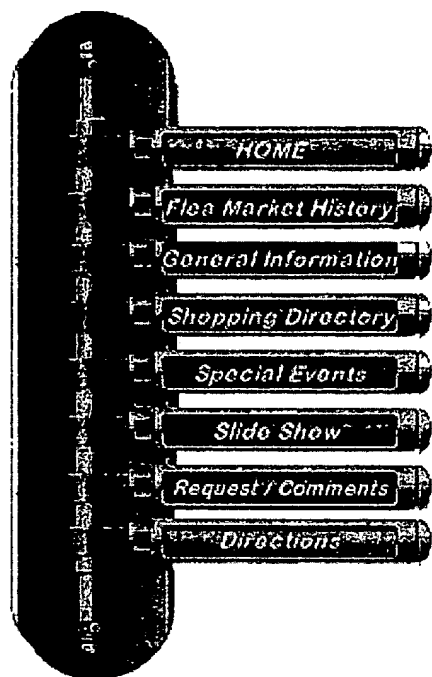 HOME
Flea Market History
General Information
Shopping Directory
Special Events
Slide Show
Request / Comments
Directions